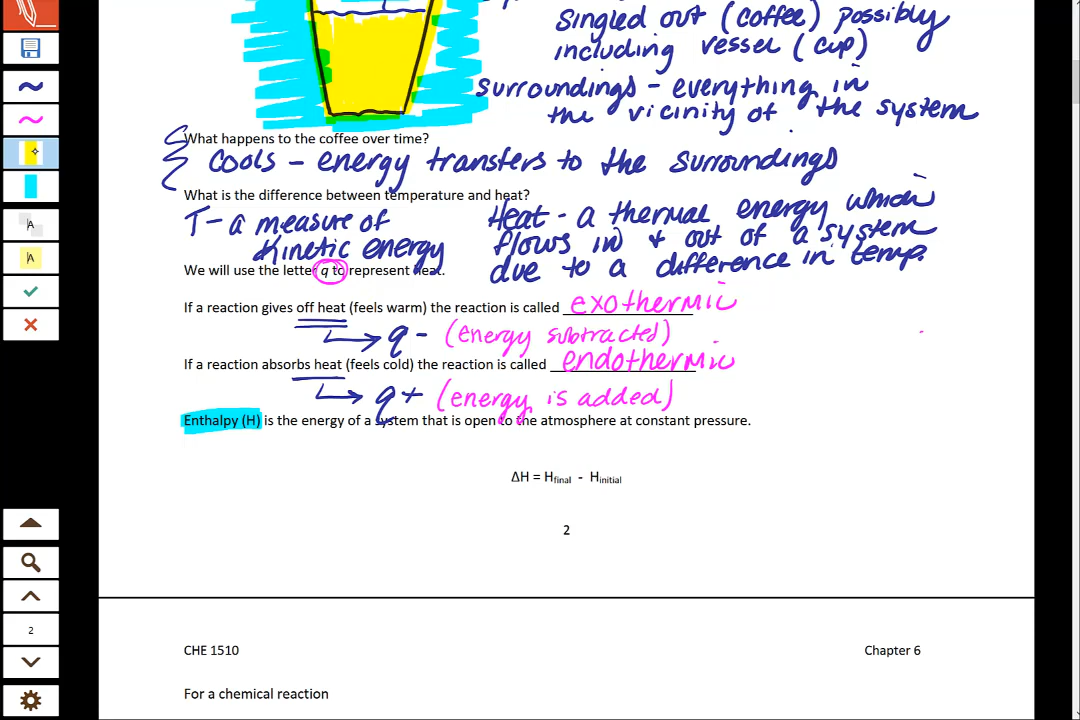 Singled out (coffee) possibly
including vessel (cup)
surroundings - everything in
the vicinity of the system
What happens to the coffee over time?
Cools - energy transfers to the surroundings
What is the difference between temperature and heat?
T - a measure of
kinetic energy
Heat - a thermal energy which
flows in + out of a system
due to a difference in temp.
We will use the letter q to represent heat.
If a reaction gives off heat (feels warm) the reaction is called exothermic
q - (energy subtracted)
If a reaction absorbs heat (feels cold) the reaction is called endothermic
q + (energy is added)
Enthalpy (H) is the energy of a system that is open to the atmosphere at constant pressure.
ΔH = Hfinal - Hinitial
2
2
CHE 1510
Chapter 6
For a chemical reaction
A
A